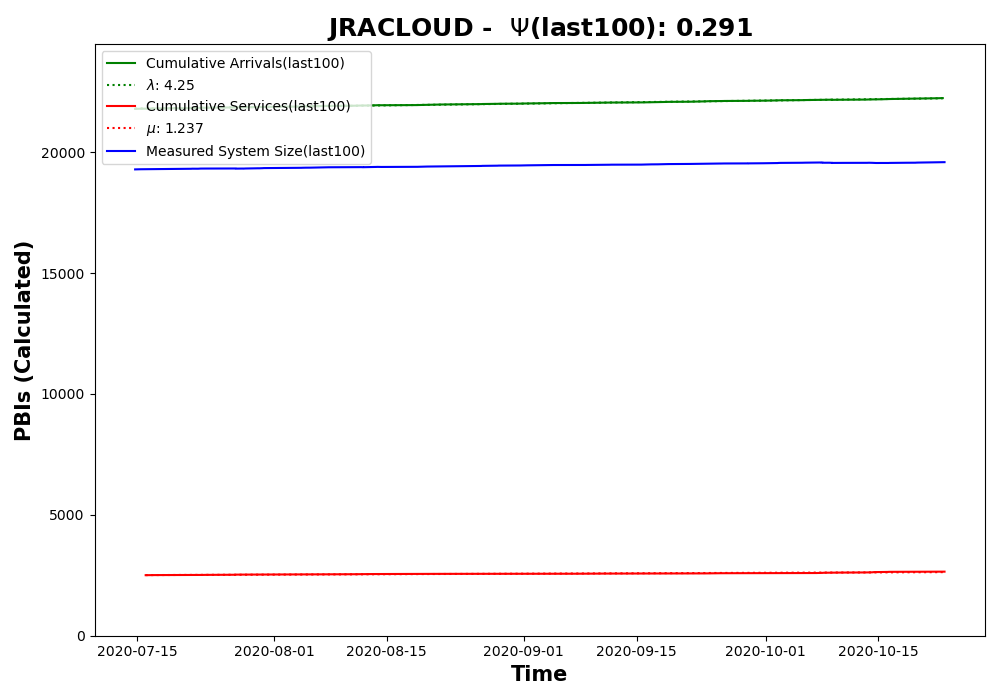 JRACLOUD - Ψ(last100): 0.291
Cumulative Arrivals(last100)
λ: 4.25
Cumulative Services(last100)
μ: 1.237
Measured System Size(last100)
PBIs (Calculated)
20000
15000
10000
5000
0
2020-07-15 2020-08-01 2020-08-15 2020-09-01 2020-09-15 2020-10-01 2020-10-15
Time